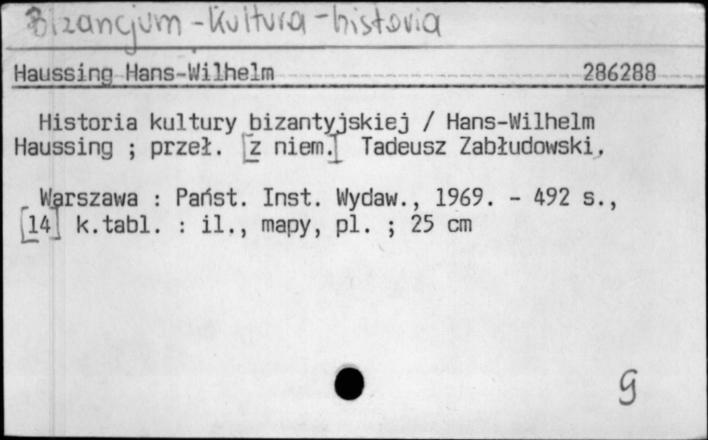 Bizancjum - kultura - historia
Haussing Hans-Wilhelm 286288
Historia kultury bizantyjskiej / Hans-Wilhelm
Haussing ; przeł. [z niem.] Tadeusz Zabłudowski,
Warszawa : Państ. Inst. Wydaw., 1969. - 492 s.,
[14] k.tabl. : il., mapy, pl. ; 25 cm
g